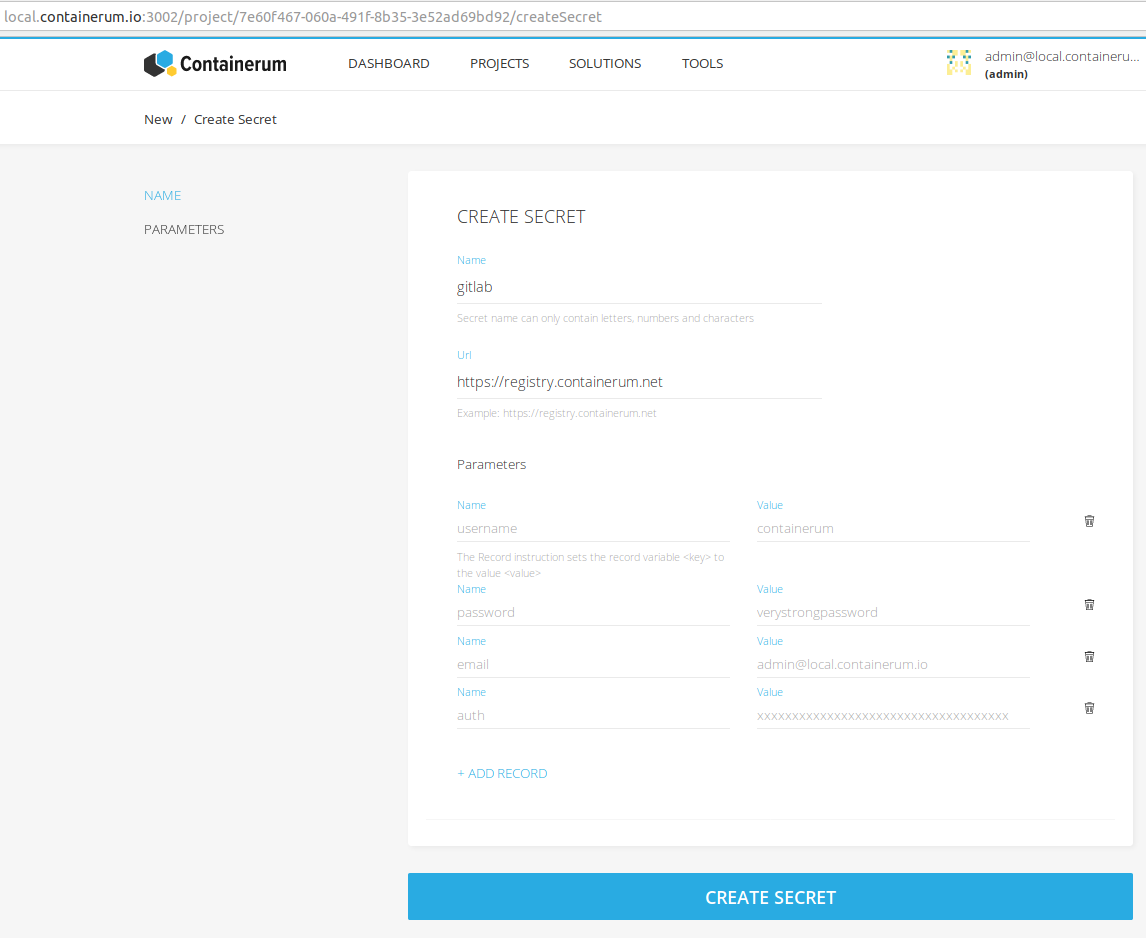 local.containerum.io:3002/project/7e60f467-060a-491f-8b35-3e52ad69bd92/createSecret
Containerum DASHBOARD PROJECTS SOLUTIONS TOOLS admin@local.containeru...
(admin)
New / Create Secret
NAME
PARAMETERS
CREATE SECRET
Name
gitlab
Secret name can only contain letters, numbers and characters
Url
https://registry.containerum.net
Example: https://registry.containerum.net
Parameters
Name Value
username containerum
The Record instruction sets the record variable <key> to
the value <value>
Name Value
password verystrongpassword
Name Value
email admin@local.containerum.io
Name Value
auth xxxxxxxxxxxxxxxxxxxxxxxxxxxxxxxxxxxx
+ ADD RECORD
CREATE SECRET